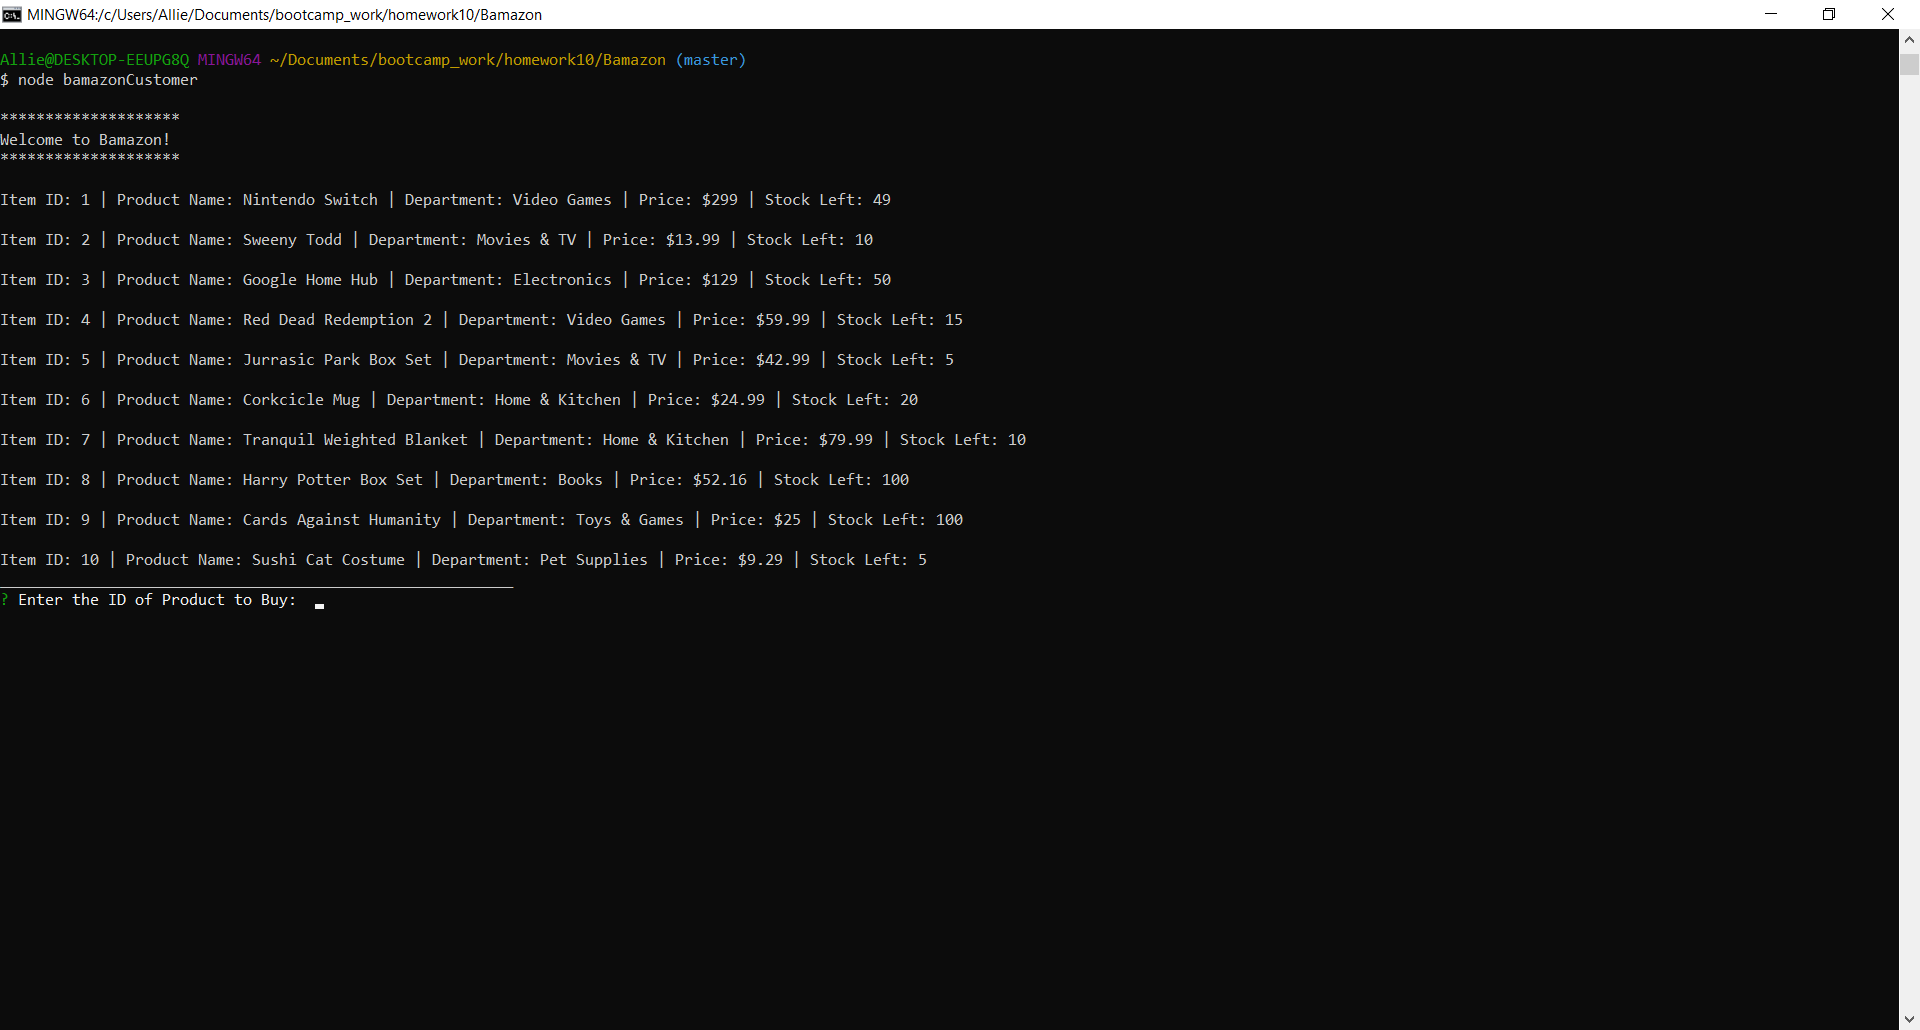 MINGW64:/c/Users/Allie/Documents/bootcamp_work/homework10/Bamazon
Allie@DESKTOP-EEUPG8Q MINGW64 ~/Documents/bootcamp_work/homework10/Bamazon (master)
$ node bamazonCustomer
********************
Welcome to Bamazon!
********************
Item ID: 1 | Product Name: Nintendo Switch | Department: Video Games | Price: $299 | Stock Left: 49
Item ID: 2 | Product Name: Sweeny Todd | Department: Movies & TV | Price: $13.99 | Stock Left: 10
Item ID: 3 | Product Name: Google Home Hub | Department: Electronics | Price: $129 | Stock Left: 50
Item ID: 4 | Product Name: Red Dead Redemption 2 | Department: Video Games | Price: $59.99 | Stock Left: 15
Item ID: 5 | Product Name: Jurrasic Park Box Set | Department: Movies & TV | Price: $42.99 | Stock Left: 5
Item ID: 6 | Product Name: Corkcicle Mug | Department: Home & Kitchen | Price: $24.99 | Stock Left: 20
Item ID: 7 | Product Name: Tranquil Weighted Blanket | Department: Home & Kitchen | Price: $79.99 | Stock Left: 10
Item ID: 8 | Product Name: Harry Potter Box Set | Department: Books | Price: $52.16 | Stock Left: 100
Item ID: 9 | Product Name: Cards Against Humanity | Department: Toys & Games | Price: $25 | Stock Left: 100
Item ID: 10 | Product Name: Sushi Cat Costume | Department: Pet Supplies | Price: $9.29 | Stock Left: 5
_________________________________________________________
? Enter the ID of Product to Buy: